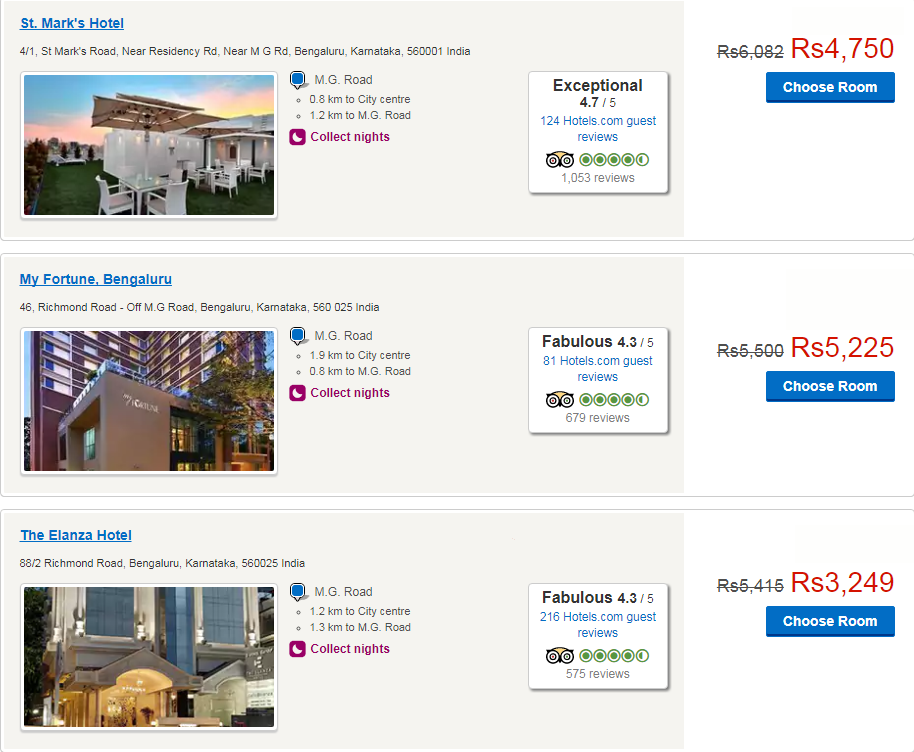 St. Mark's Hotel
4/1, St Mark's Road, Near Residency Rd, Near M G Rd, Bengaluru, Karnataka, 560001 India
M.G. Road
0.8 km to City centre
1.2 km to M.G. Road
Collect nights
Exceptional
4.7 / 5
124 Hotels.com guest
reviews
1,053 reviews
Rs6,082 Rs4,750
Choose Room
My Fortune, Bengaluru
46, Richmond Road - Off M.G Road, Bengaluru, Karnataka, 560 025 India
my FORTUNE
M.G. Road
1.9 km to City centre
0.8 km to M.G. Road
Collect nights
Fabulous 4.3 / 5
81 Hotels.com guest
reviews
679 reviews
Rs5,500 Rs5,225
Choose Room
The Elanza Hotel
88/2 Richmond Road, Bengaluru, Karnataka, 560025 India
M.G. Road
1.2 km to City centre
1.3 km to M.G. Road
Collect nights
Fabulous 4.3 / 5
216 Hotels.com guest
reviews
575 reviews
Rs5,415 Rs3,249
Choose Room